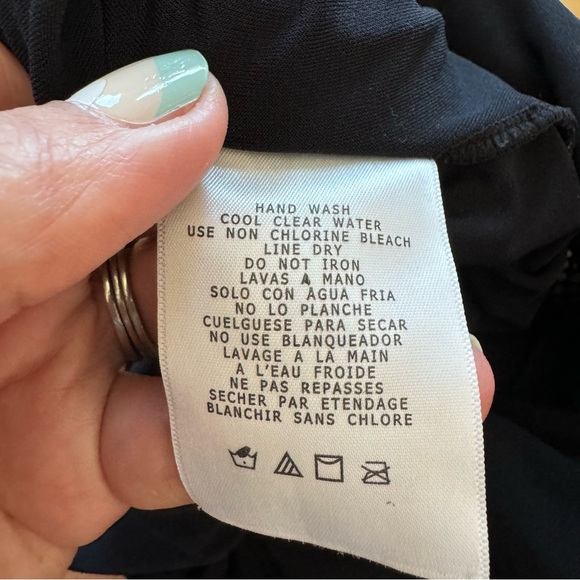 HAND WASH
COOL CLEAR WATER
USE NON CHLORINE BLEACH
LINE DRY
DO NOT IRON
LAVAS A MANO
SOLO CON AGUA FRIA
NO LO PLANCHE
CUELGUESE PARA SECAR
NO USE BLANQUEADOR
LAVAGE A LA MAIN
A L'EAU FROIDE
NE PAS REPASSES
SECHER PAR ETENDAGE
BLANCHIR SANS CHLORE